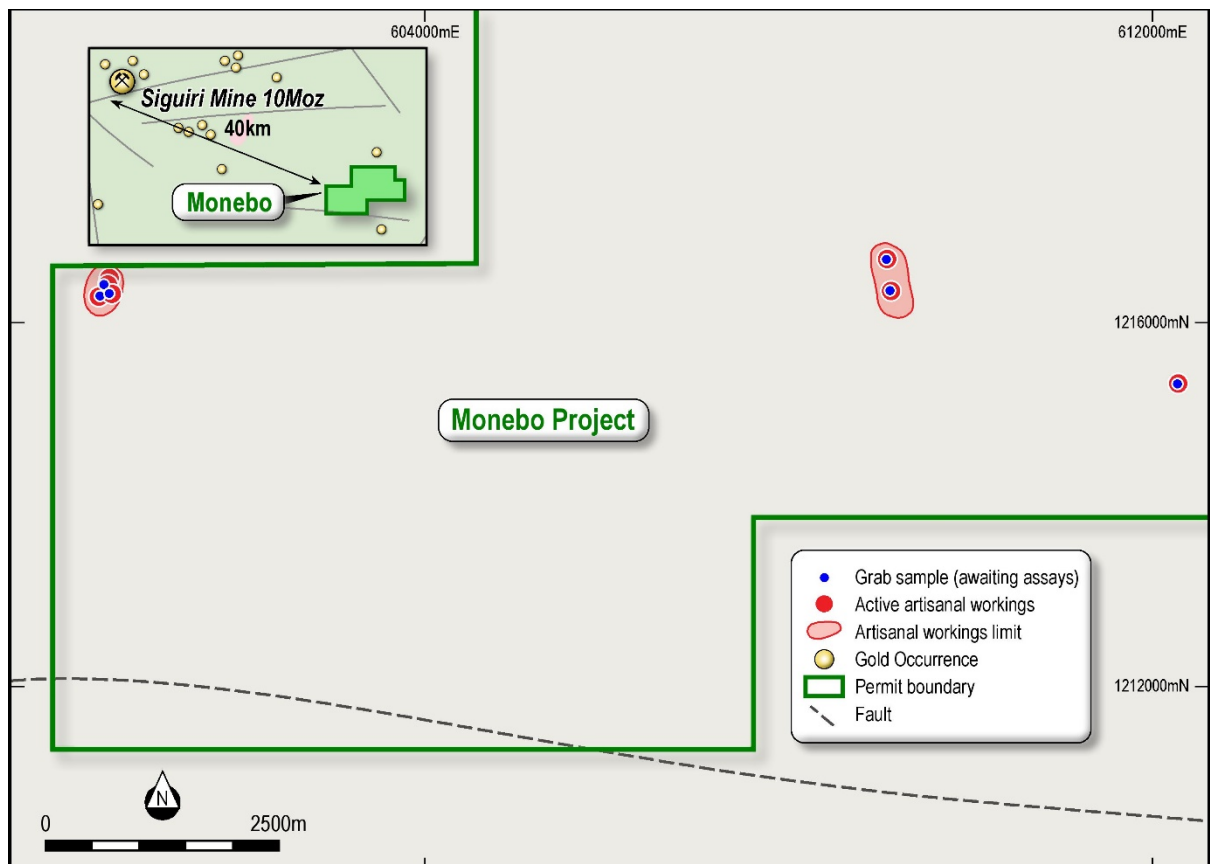 604000mE
612000mE
Siguiri Mine 10Moz
40km
Monebo
1216000mN
Monebo Project
Grab sample (awaiting assays)
Active artisanal workings
Artisanal workings limit
Gold Occurrence
Permit boundary
Fault
1212000mN
N
0
2500m